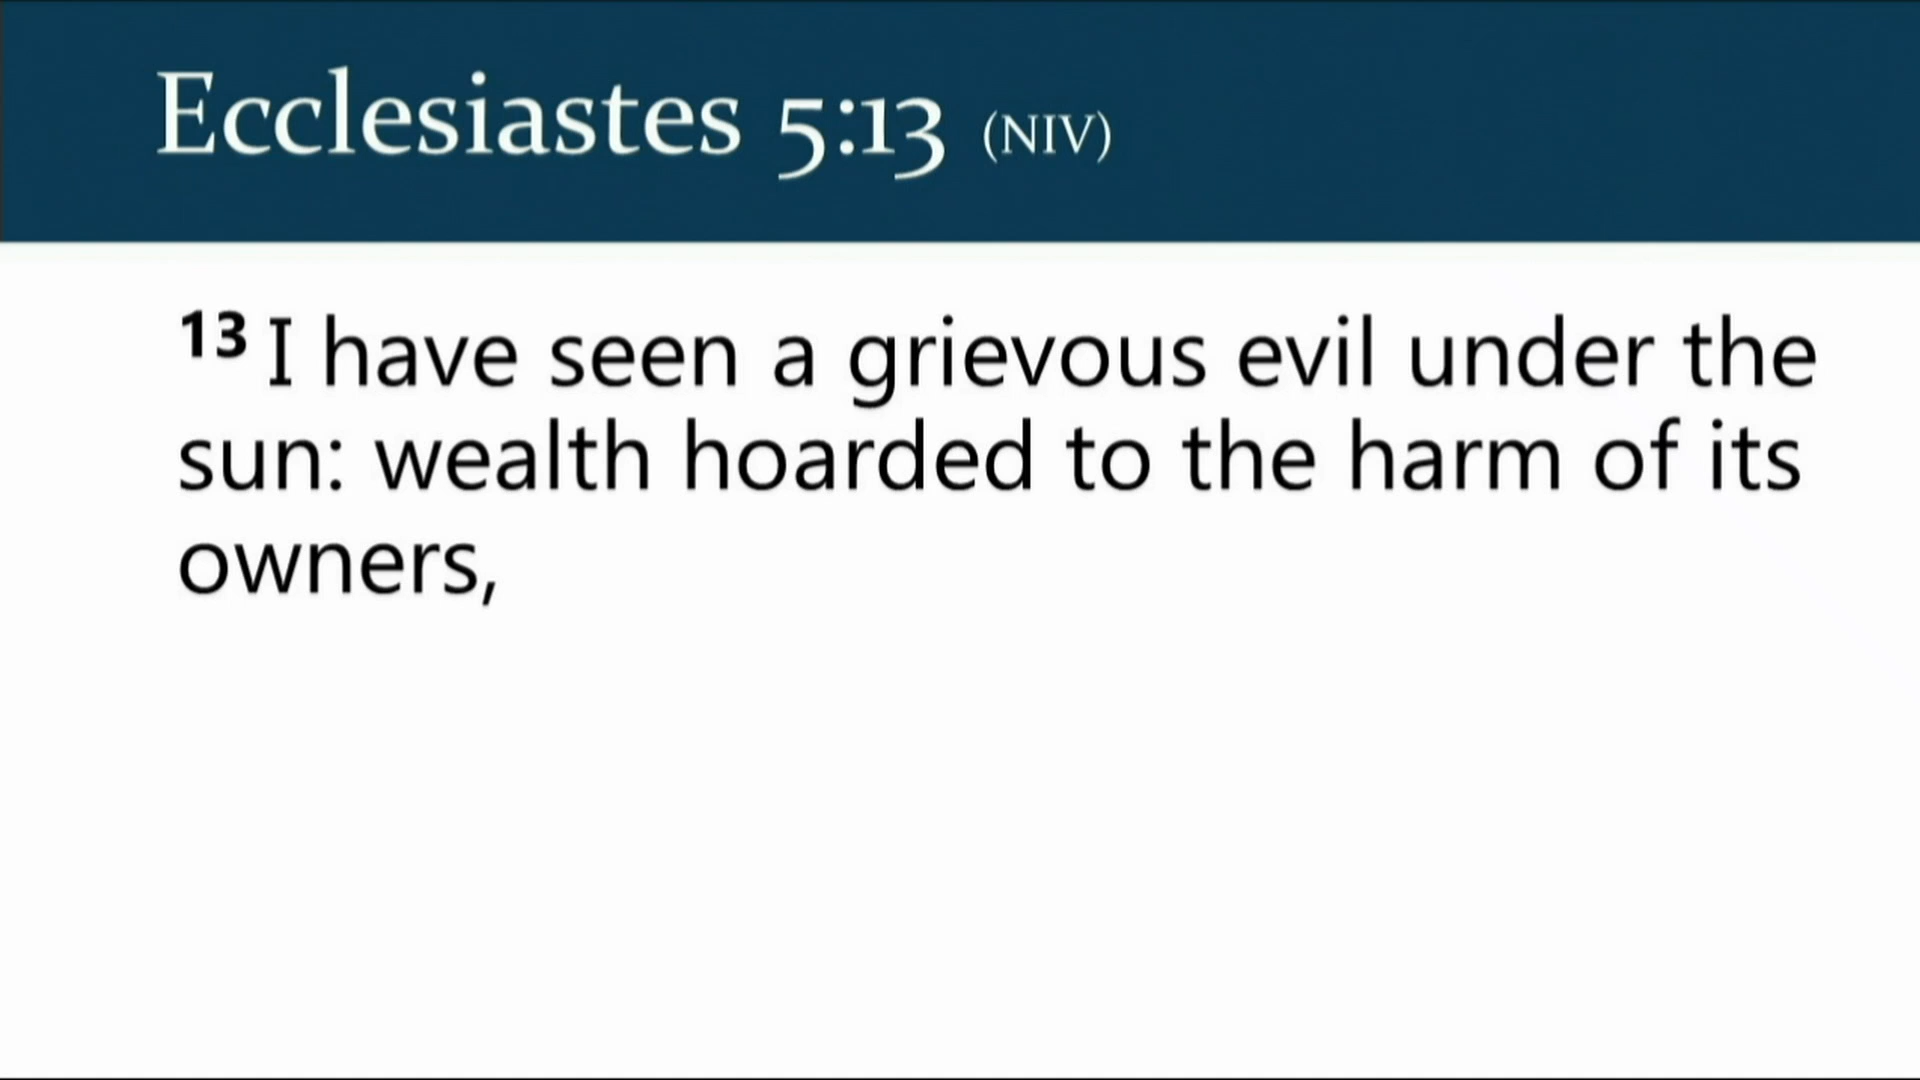 Ecclesiastes 5:13 (NIV)
13 I have seen a grievous evil under the
sun: wealth hoarded to the harm of its
owners,